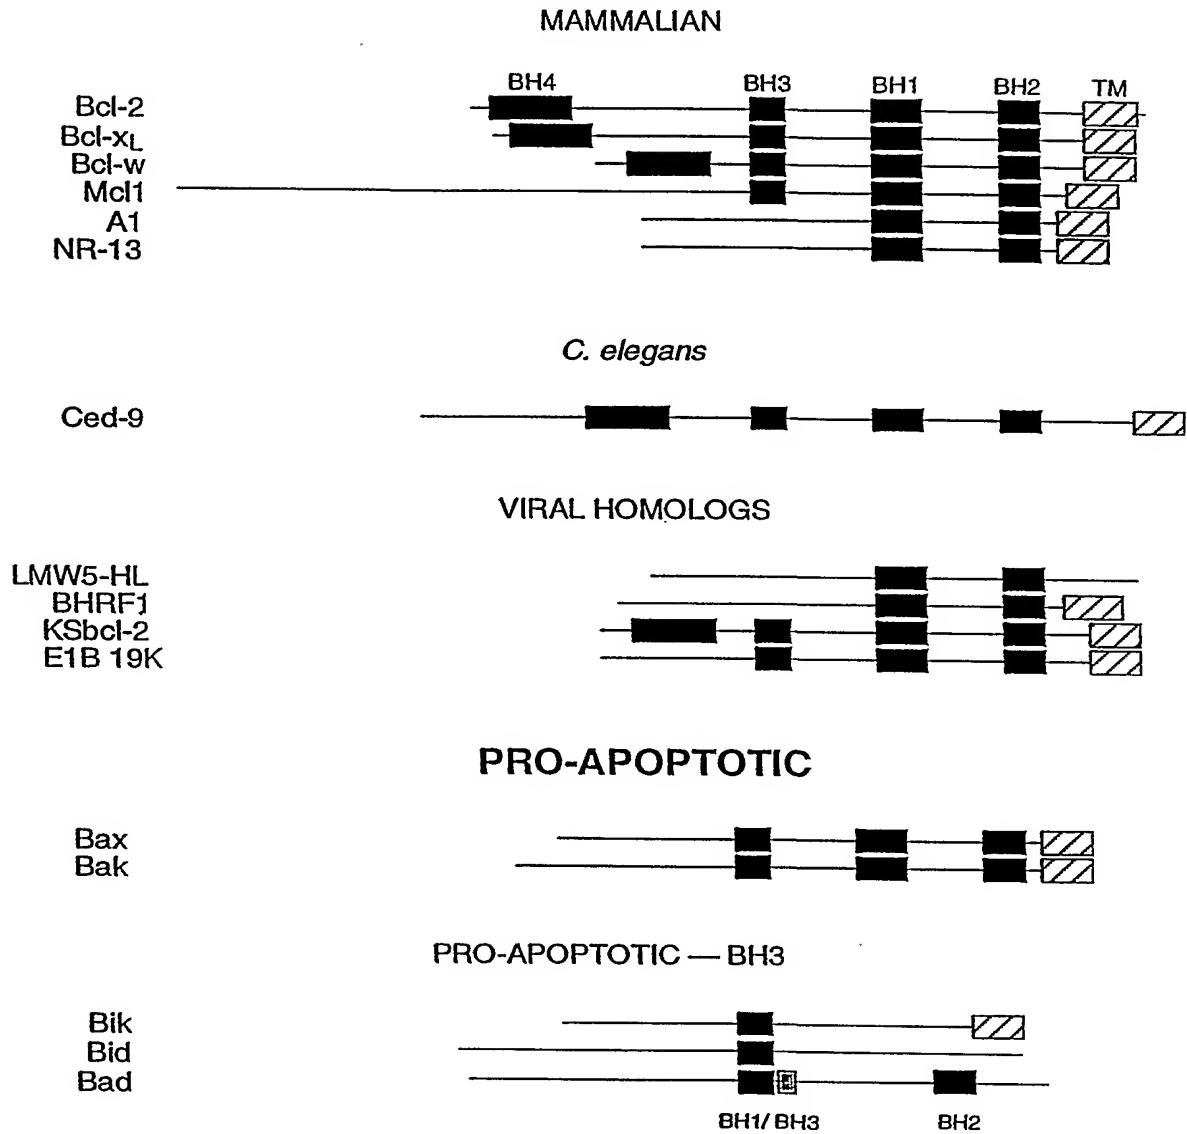 MAMMALIAN
BH4 BH3 BH1 BH2 TM
Bcl-2
Bcl-xL
Bcl-w
Mcl1
A1
NR-13
C. elegans
Ced-9
VIRAL HOMOLOGS
LMW5-HL
BHRF1
KSbcl-2
E1B 19K
PRO-APOPTOTIC
Bax
Bak
PRO-APOPTOTIC — BH3
Bik
Bid
Bad
BH1/ BH3 BH2